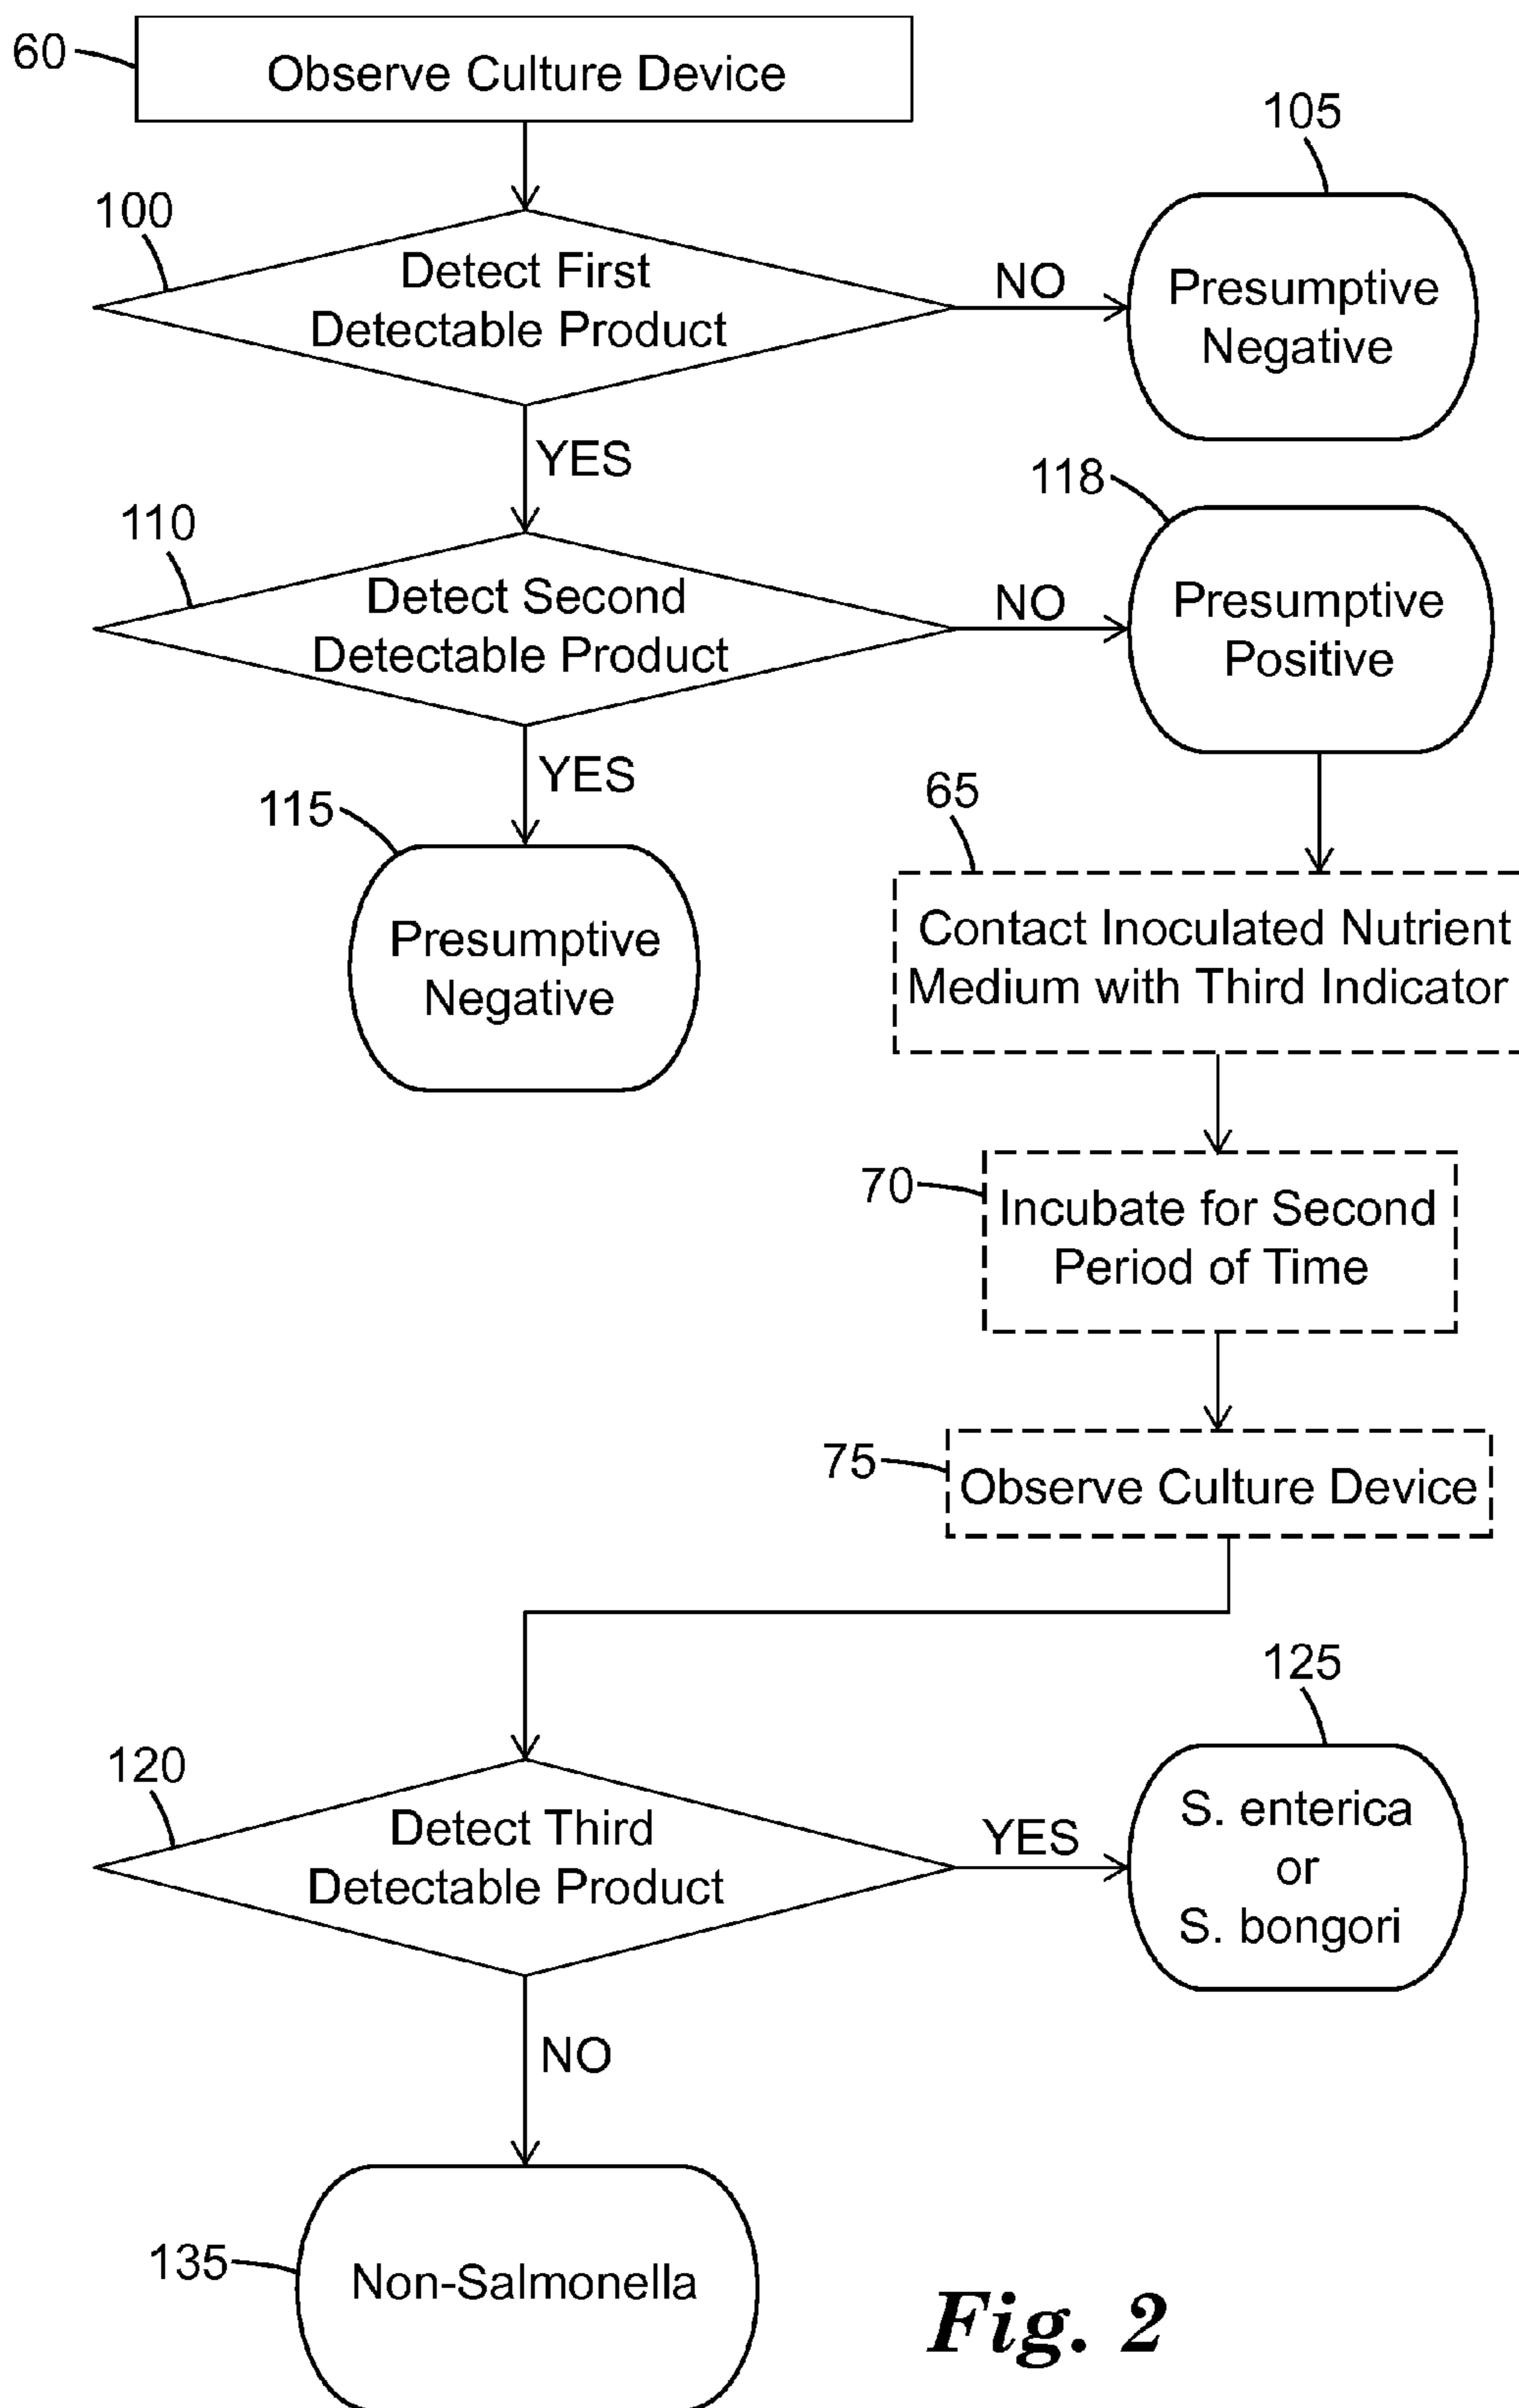 60
Observe Culture Device
105
100
Detect First
Detectable Product
NO
Presumptive
Negative
YES
118
110
Detect Second
Detectable Product
NO
Presumptive
Positive
YES
115
Presumptive
Negative
65
Contact Inoculated Nutrient
Medium with Third Indicator
70
Incubate for Second
Period of Time
75
Observe Culture Device
125
120
Detect Third
Detectable Product
YES
S. enterica
or
S. bongori
NO
135
Non-Salmonella
Fig. 2